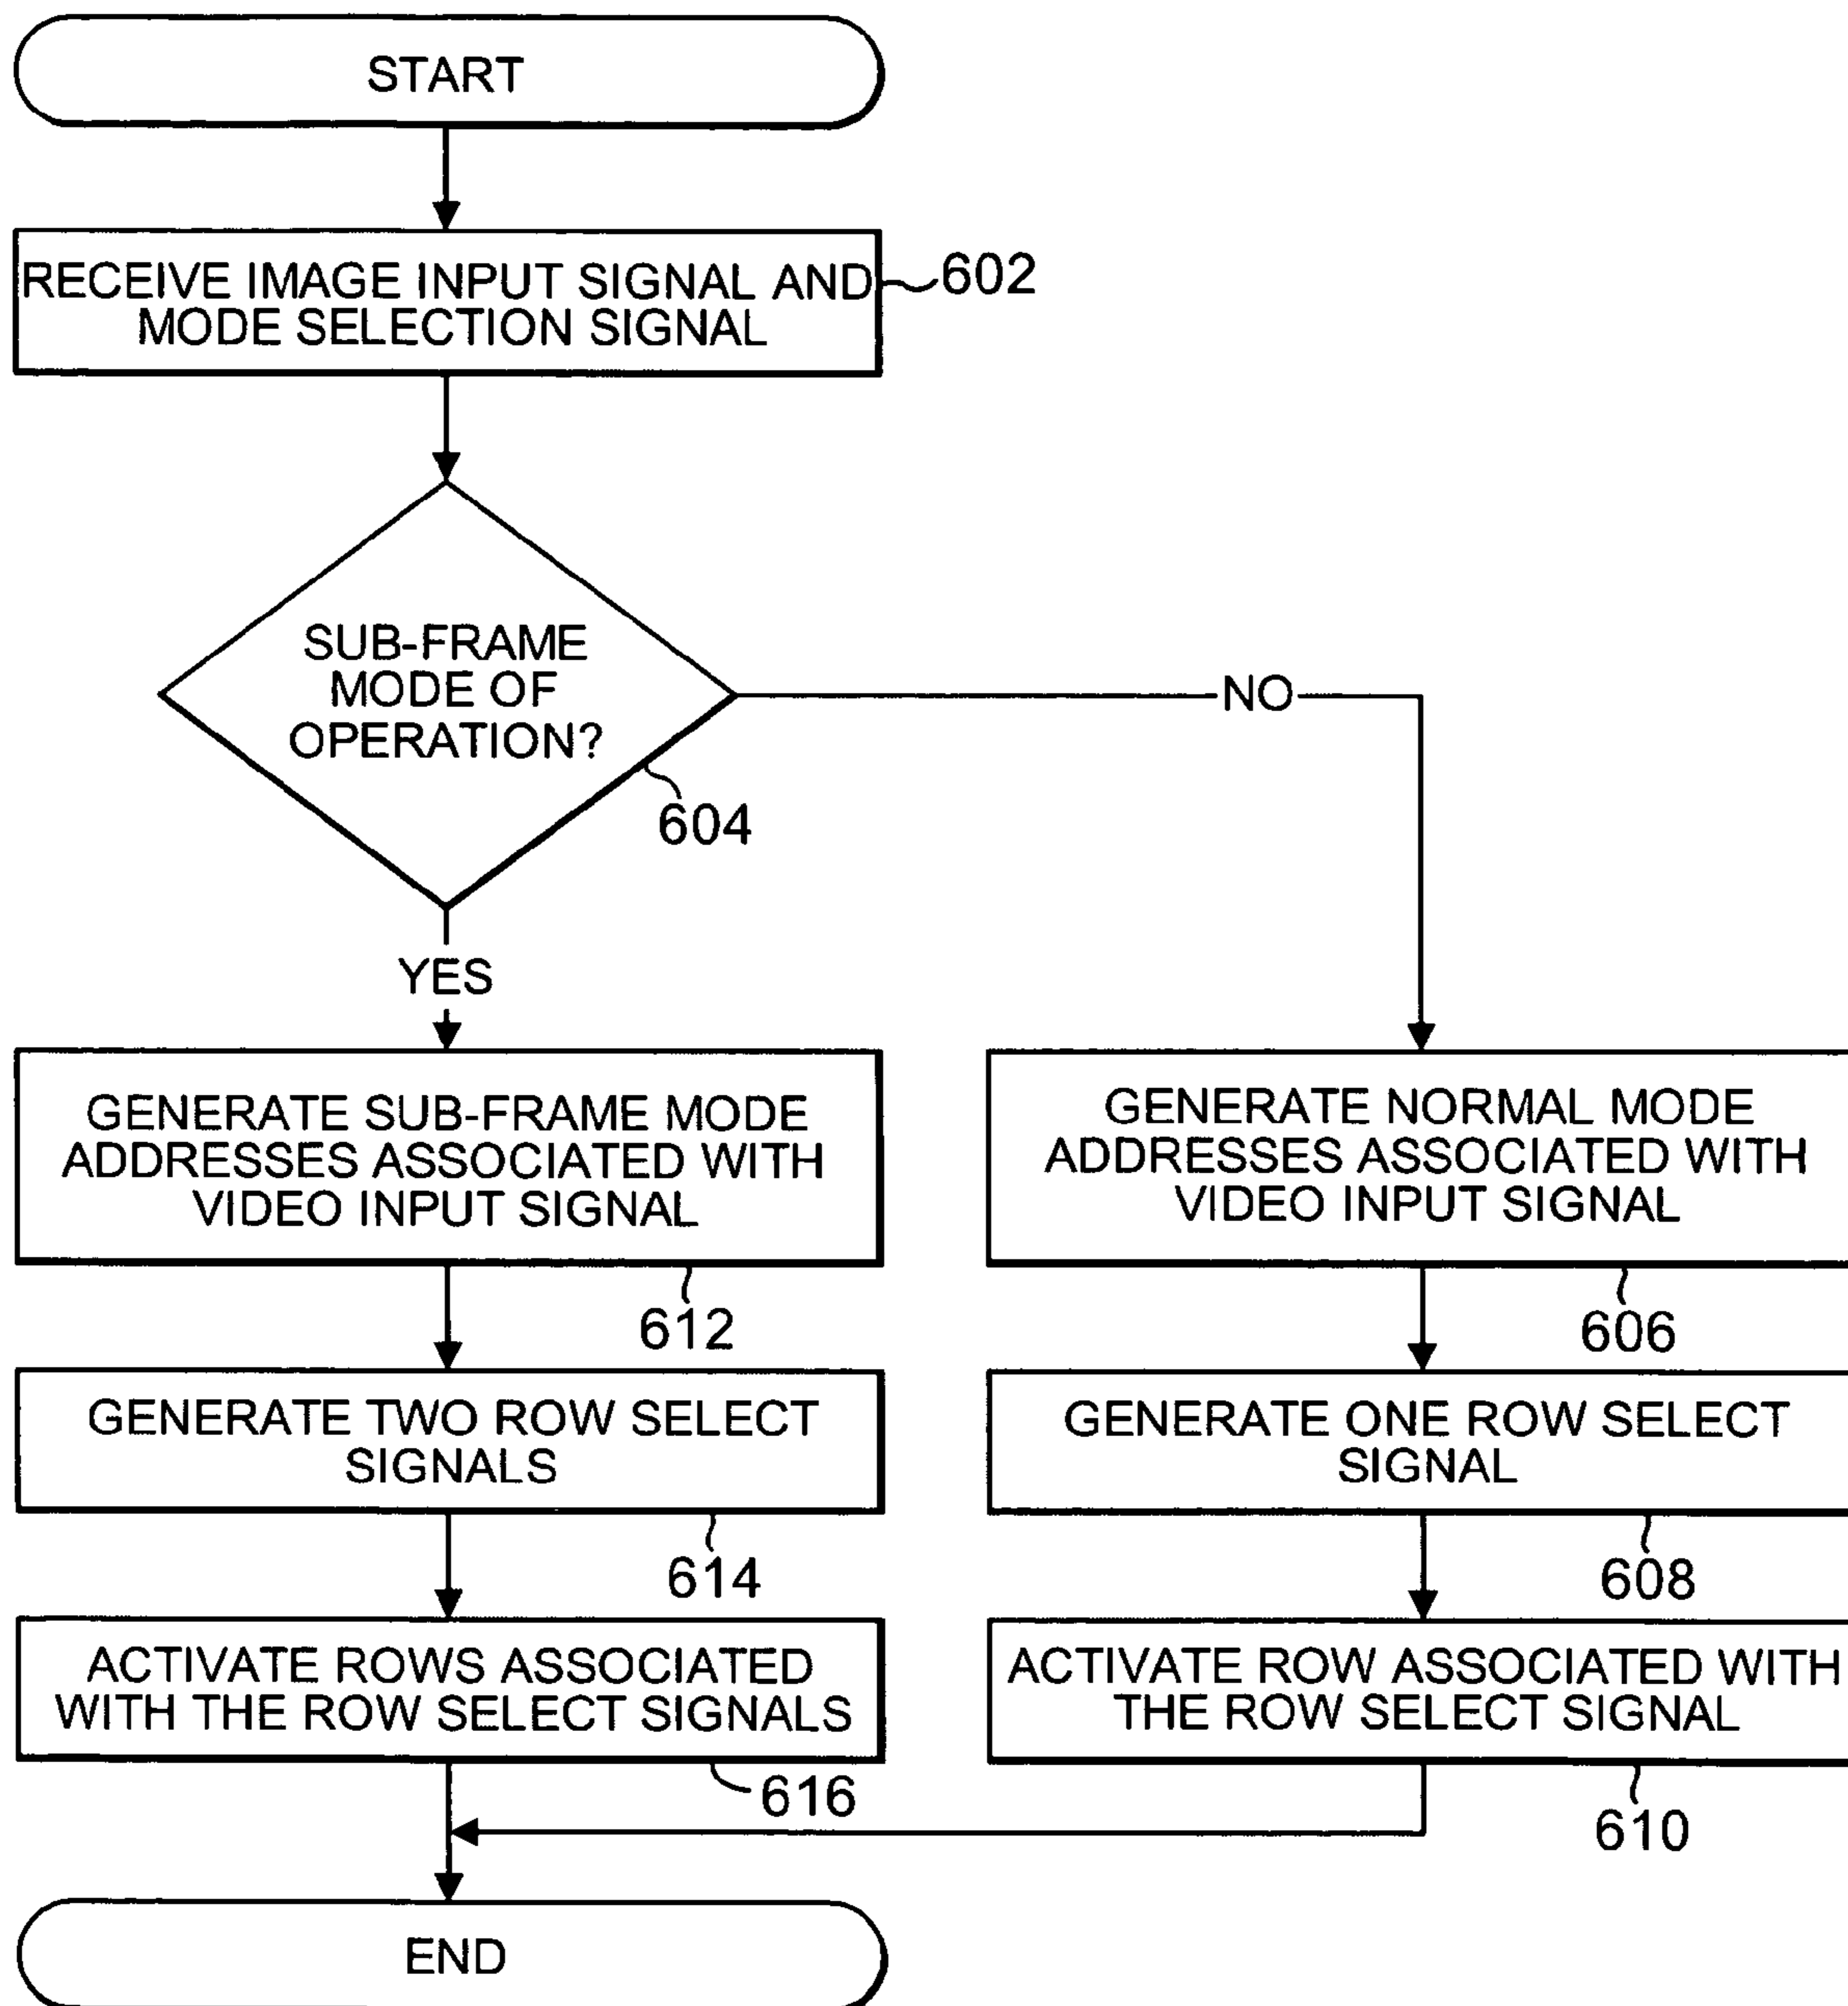 START
RECEIVE IMAGE INPUT SIGNAL AND
MODE SELECTION SIGNAL
602
SUB-FRAME
MODE OF
OPERATION?
604
NO
YES
GENERATE SUB-FRAME MODE
ADDRESSES ASSOCIATED WITH
VIDEO INPUT SIGNAL
612
GENERATE NORMAL MODE
ADDRESSES ASSOCIATED WITH
VIDEO INPUT SIGNAL
606
GENERATE TWO ROW SELECT
SIGNALS
614
GENERATE ONE ROW SELECT
SIGNAL
608
ACTIVATE ROWS ASSOCIATED
WITH THE ROW SELECT SIGNALS
616
ACTIVATE ROW ASSOCIATED WITH
THE ROW SELECT SIGNAL
610
END